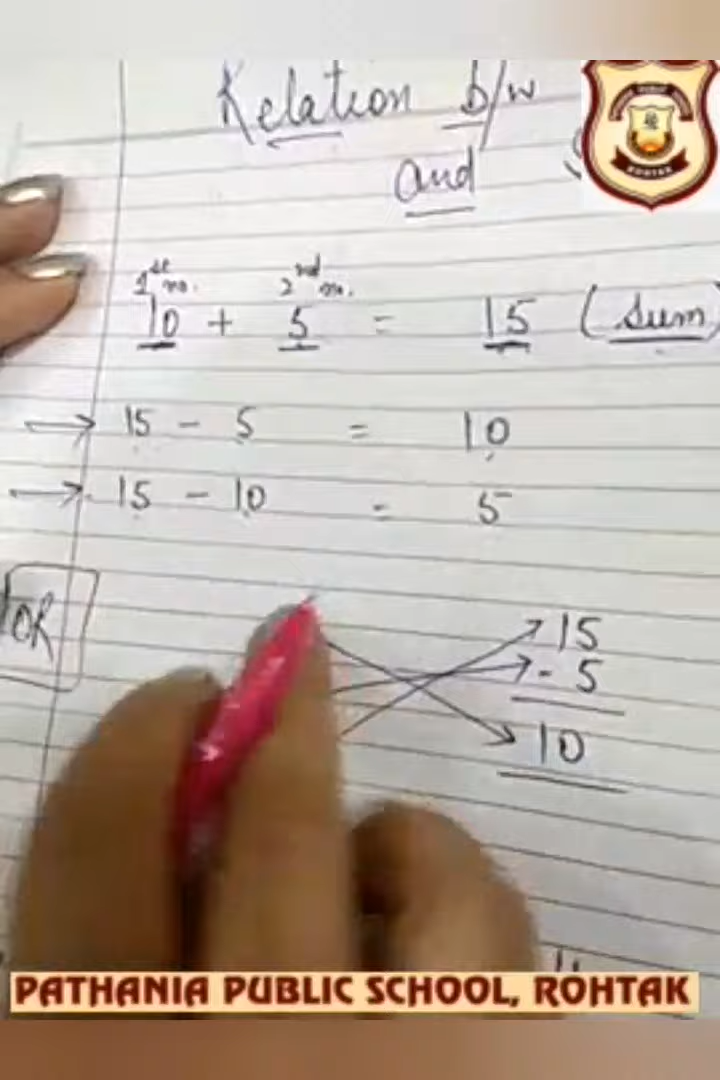 Relation b/w
and
1st no. 2nd no.
10 + 5 = 15 (Sum)
→ 15 - 5 = 10
→ 15 - 10 = 5
OR
15
- 5
10
ROHTAK
PATHANIA PUBLIC SCHOOL, ROHTAK